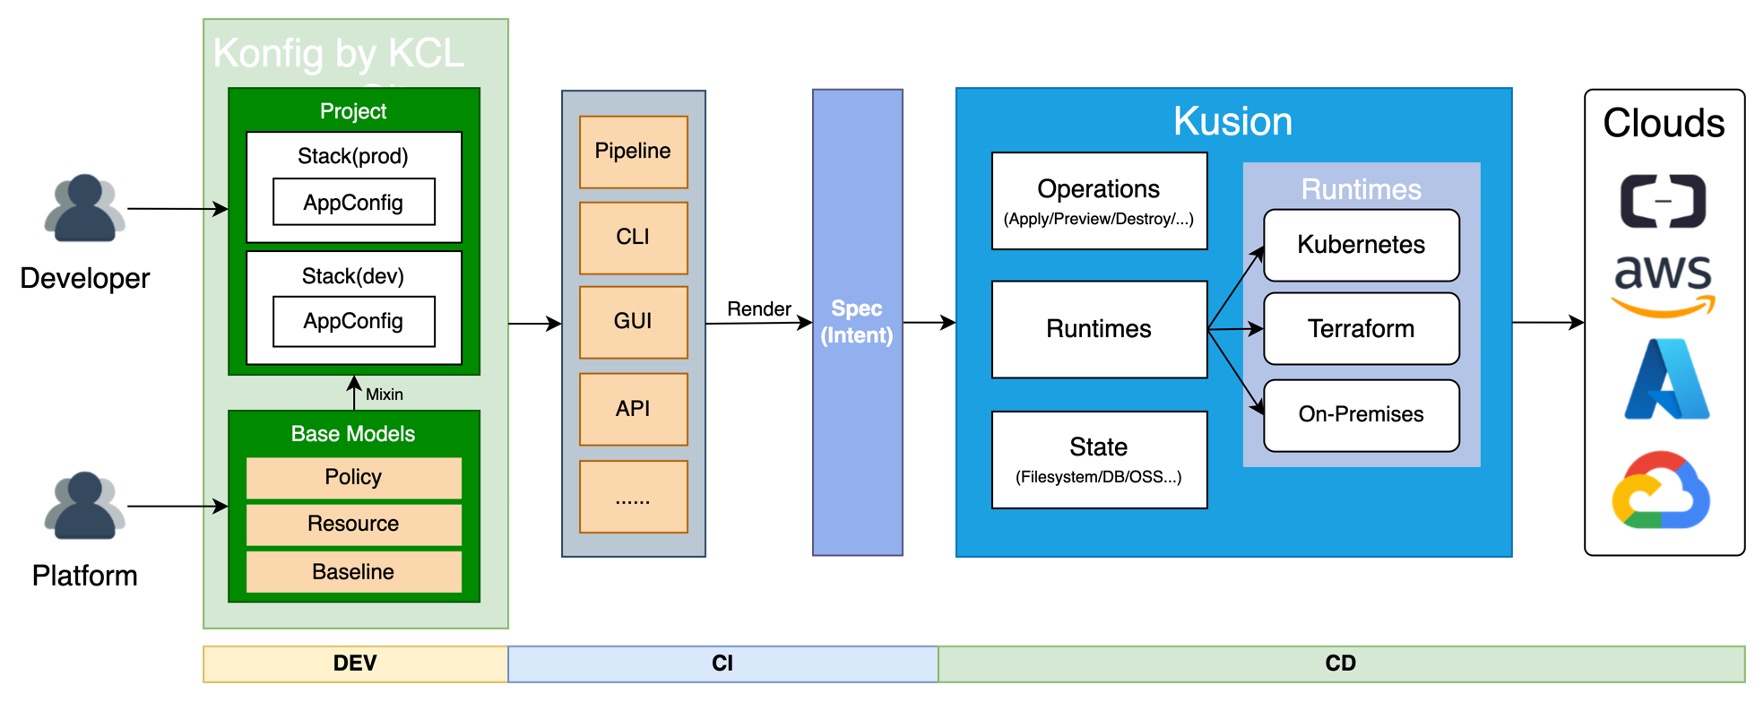 Konfig by KCL
Project
Stack(prod)
AppConfig
Stack(dev)
AppConfig
Mixin
Base Models
Policy
Resource
Baseline
Developer
Platform
Pipeline
CLI
GUI
API
......
Render
Spec
(Intent)
Kusion
Operations
(Apply/Preview/Destroy/...)
Runtimes
State
(Filesystem/DB/OSS...)
Runtimes
Kubernetes
Terraform
On-Premises
Clouds
aws
DEV
CI
CD